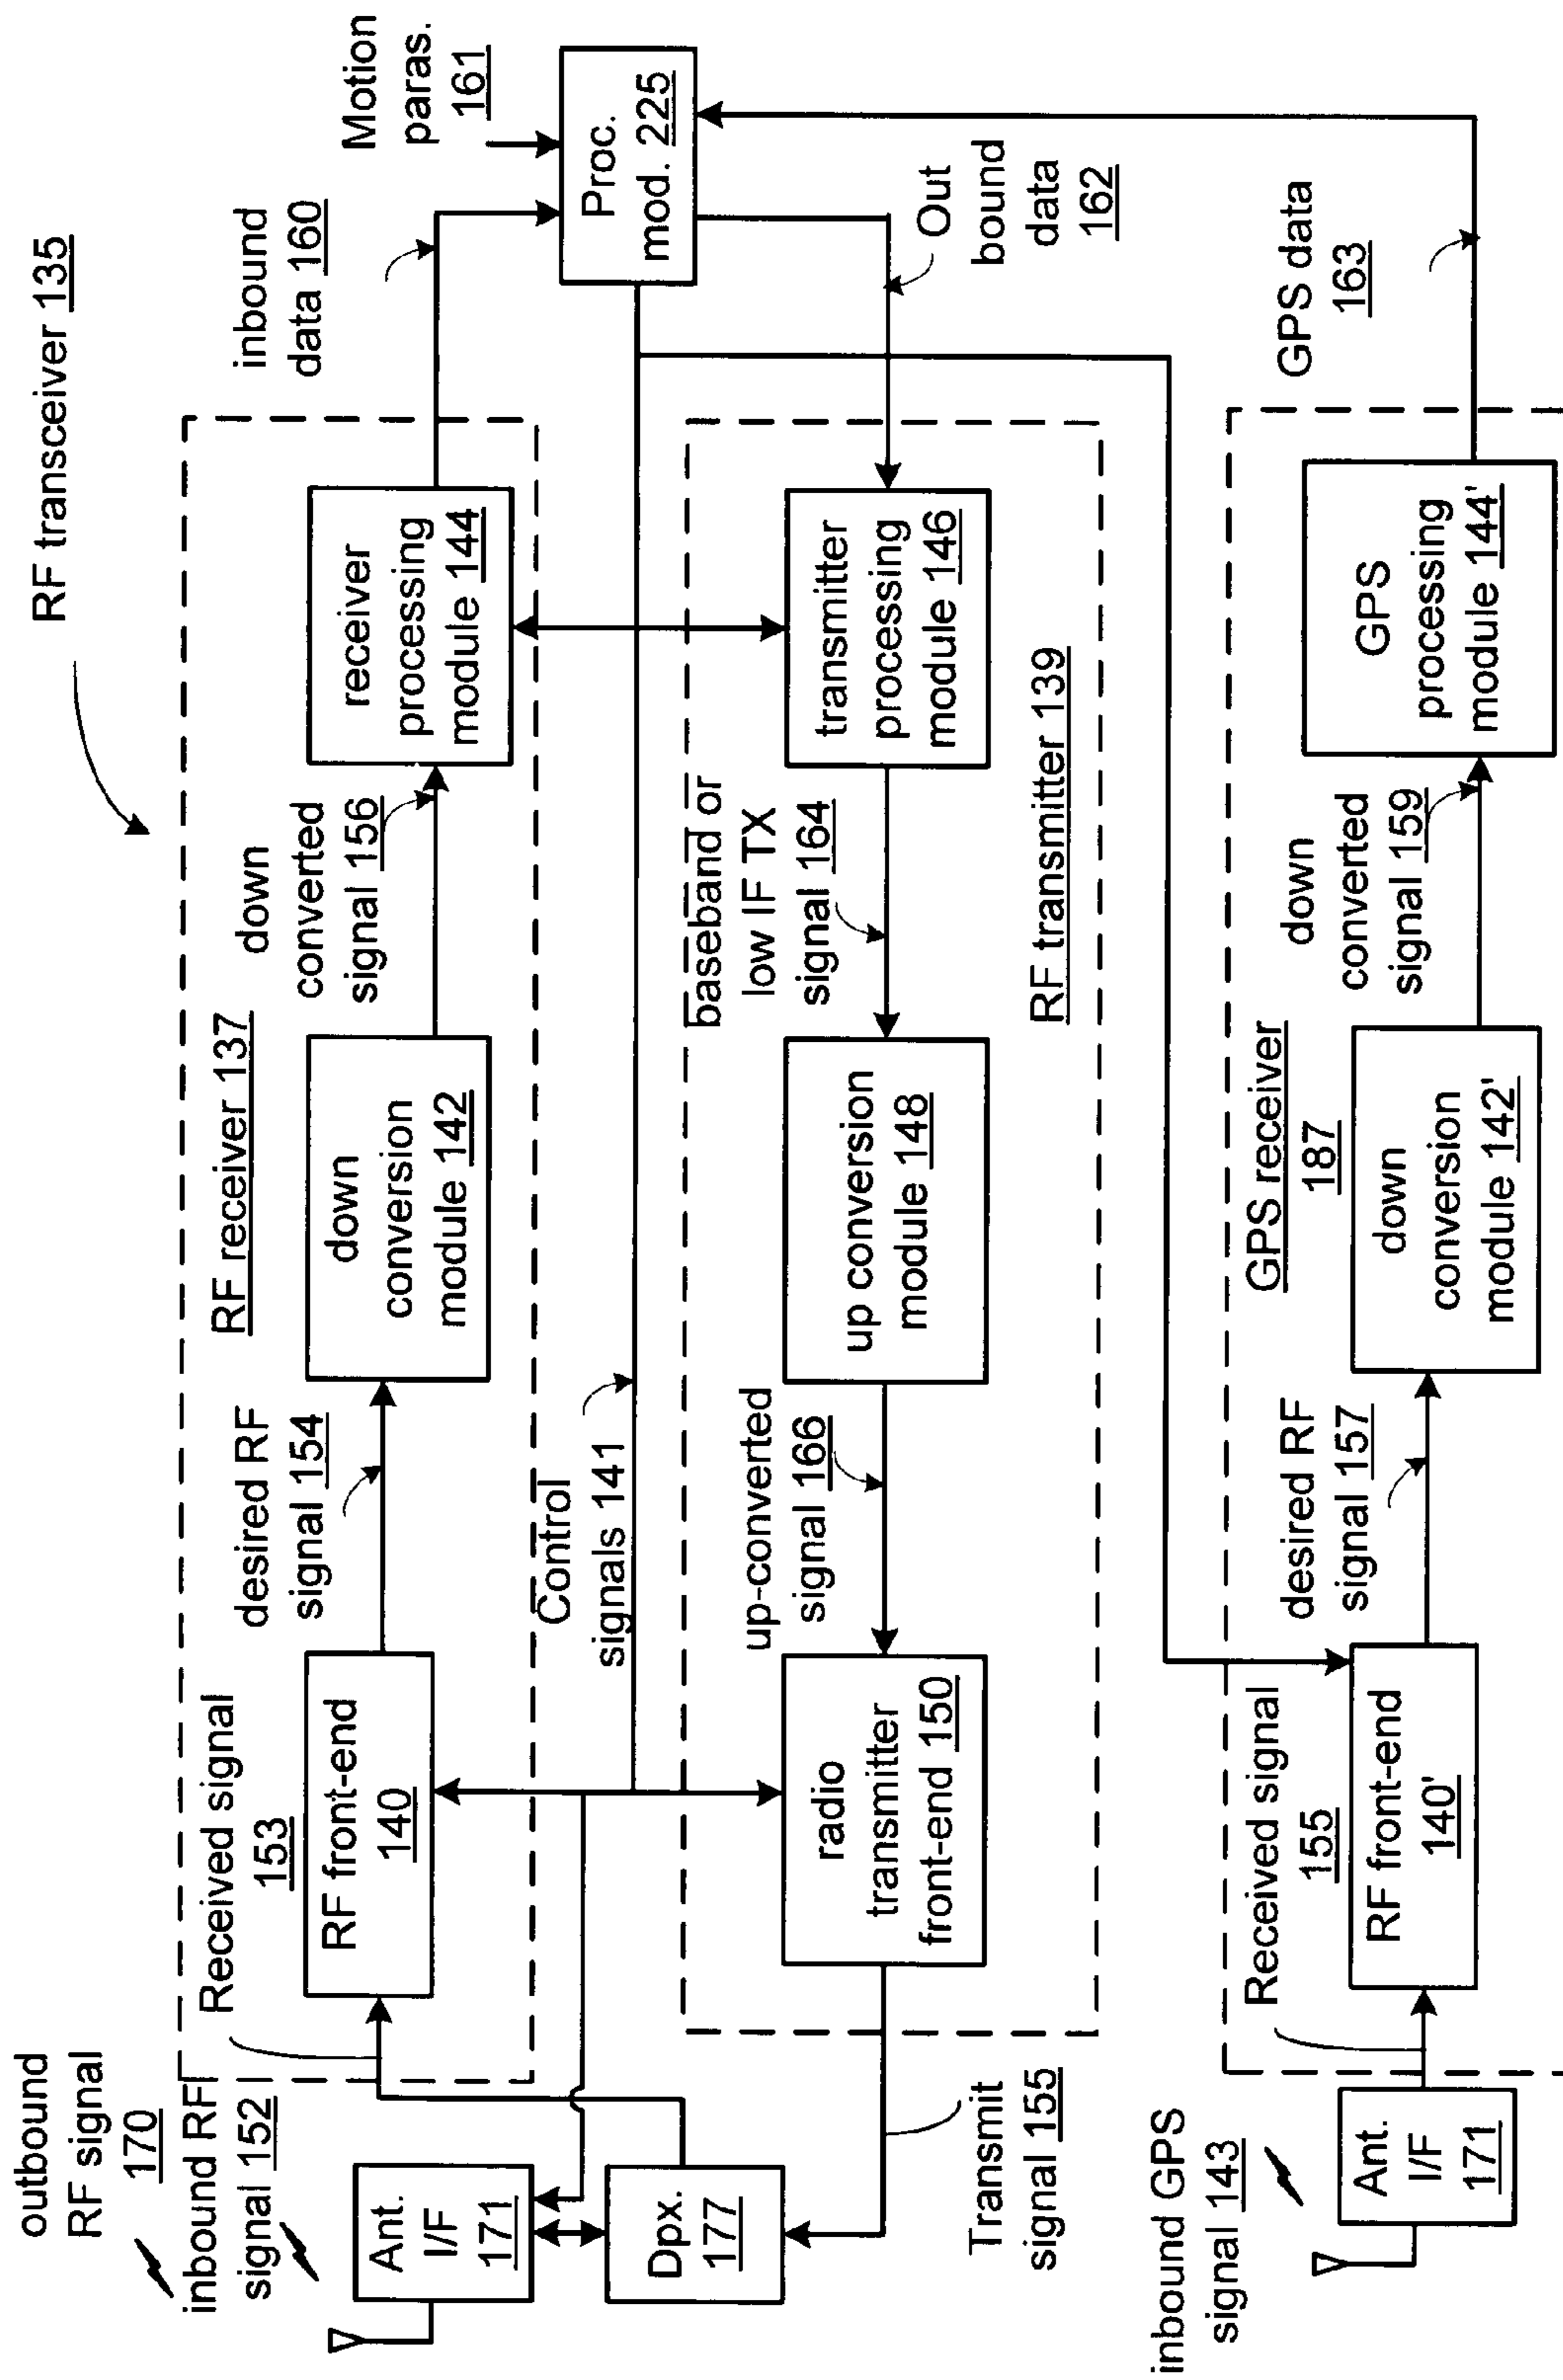 RF transceiver 135
outbound
RF signal
170
inbound RF
signal 152
Ant.
I/F
171
Dpx.
177
Received signal
153
RF front-end
140
desired RF
signal 154
RF receiver 137
down
conversion
module 142
down
converted
signal 156
receiver
processing
module 144
inbound
data 160
Motion
paras.
161
Proc.
mod. 225
Control
signals 141
Out
bound
data
162
transmitter
processing
module 146
baseband or
low IF TX
signal 164
RF transmitter 139
up conversion
module 148
up-converted
signal 166
radio
transmitter
front-end 150
Transmit
signal 155
inbound GPS
signal 143
Ant.
I/F
171
Received signal
155
RF front-end
140'
desired RF
signal 157
GPS receiver
187
down
conversion
module 142'
down
converted
signal 159
GPS
processing
module 144'
GPS data
163